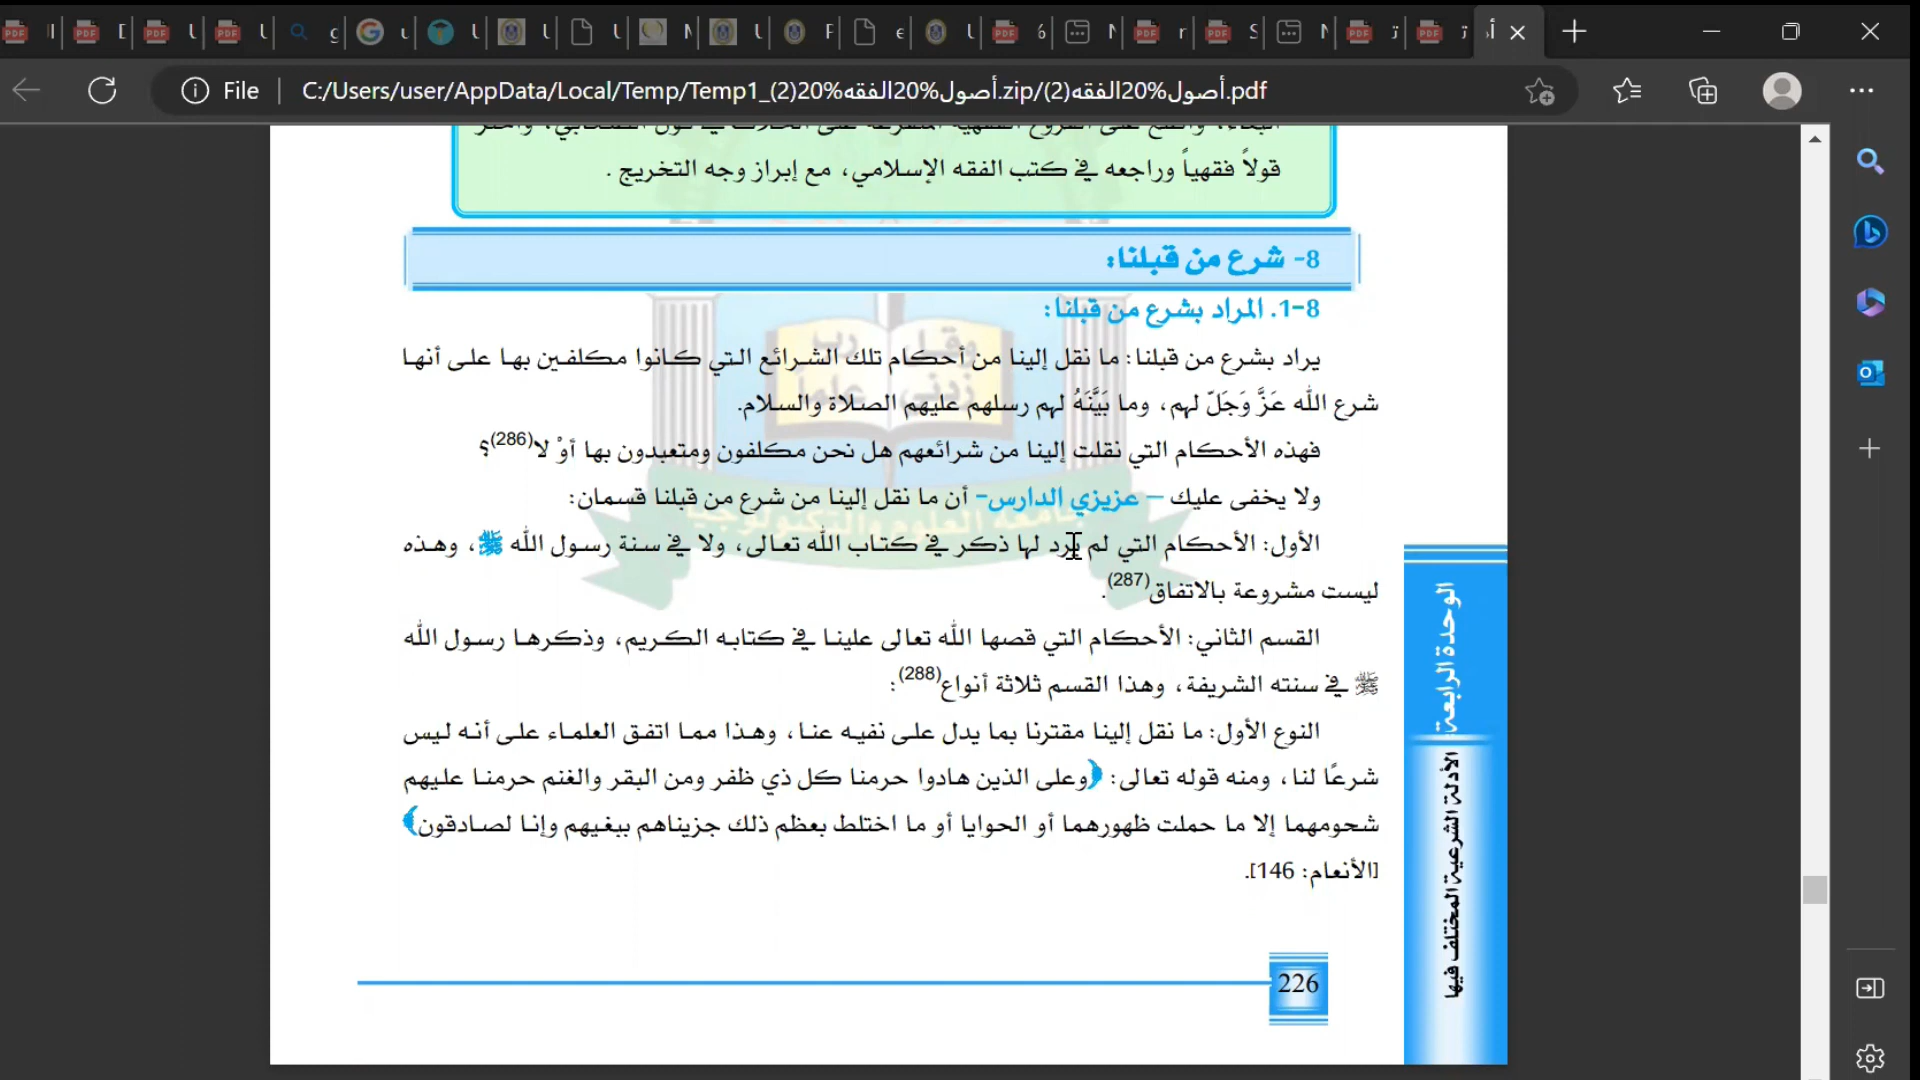 File
C:/Users/user/AppData/Local/Temp/Temp1_أصول%20الفقه%20(2).zip/أصول%20الفقه(2).pdf
قولاً فقهياً وراجعه في كتب الفقه الإسلامي، مع إبراز وجه التخريج .
8- شرع من قبلنا:
8-1. المراد بشرع من قبلنا:
يراد بشرع من قبلنا: ما نقل إلينا من أحكام تلك الشرائع التي كانوا مكلفين بها على أنها
شرع الله عَزَّ وَجَلّ لهم، وما بَيَّنَهُ لهم رسلهم عليهم الصلاة والسلام.
فهذه الأحكام التي نقلت إلينا من شرائعهم هل نحن مكلفون ومتعبدون بها أوْ لا(286)؟
ولا يخفى عليك – عزيزي الدارس- أن ما نقل إلينا من شرع من قبلنا قسمان:
الأول: الأحكام التي لم يرد لها ذكر في كتاب الله تعالى، ولا في سنة رسول الله ﷺ، وهذه
ليست مشروعة بالاتفاق(287).
القسم الثاني: الأحكام التي قصها الله تعالى علينا في كتابه الكريم، وذكرها رسول الله
ﷺ في سنته الشريفة، وهذا القسم ثلاثة أنواع(288):
النوع الأول: ما نقل إلينا مقترنا بما يدل على نفيه عنا، وهذا مما اتفق العلماء على أنه ليس
شرعًا لنا، ومنه قوله تعالى: ﴿وعلى الذين هادوا حرمنا كل ذي ظفر ومن البقر والغنم حرمنا عليهم
شحومهما إلا ما حملت ظهورهما أو الحوايا أو ما اختلط بعظم ذلك جزيناهم ببغيهم وإنا لصادقون﴾
[الأنعام: 146].
226
الوحدة الرابعة:
الأدلة الشرعية المختلف فيها
وقل رب
زدني علماً
جامعة العلوم والتكنولوجيا